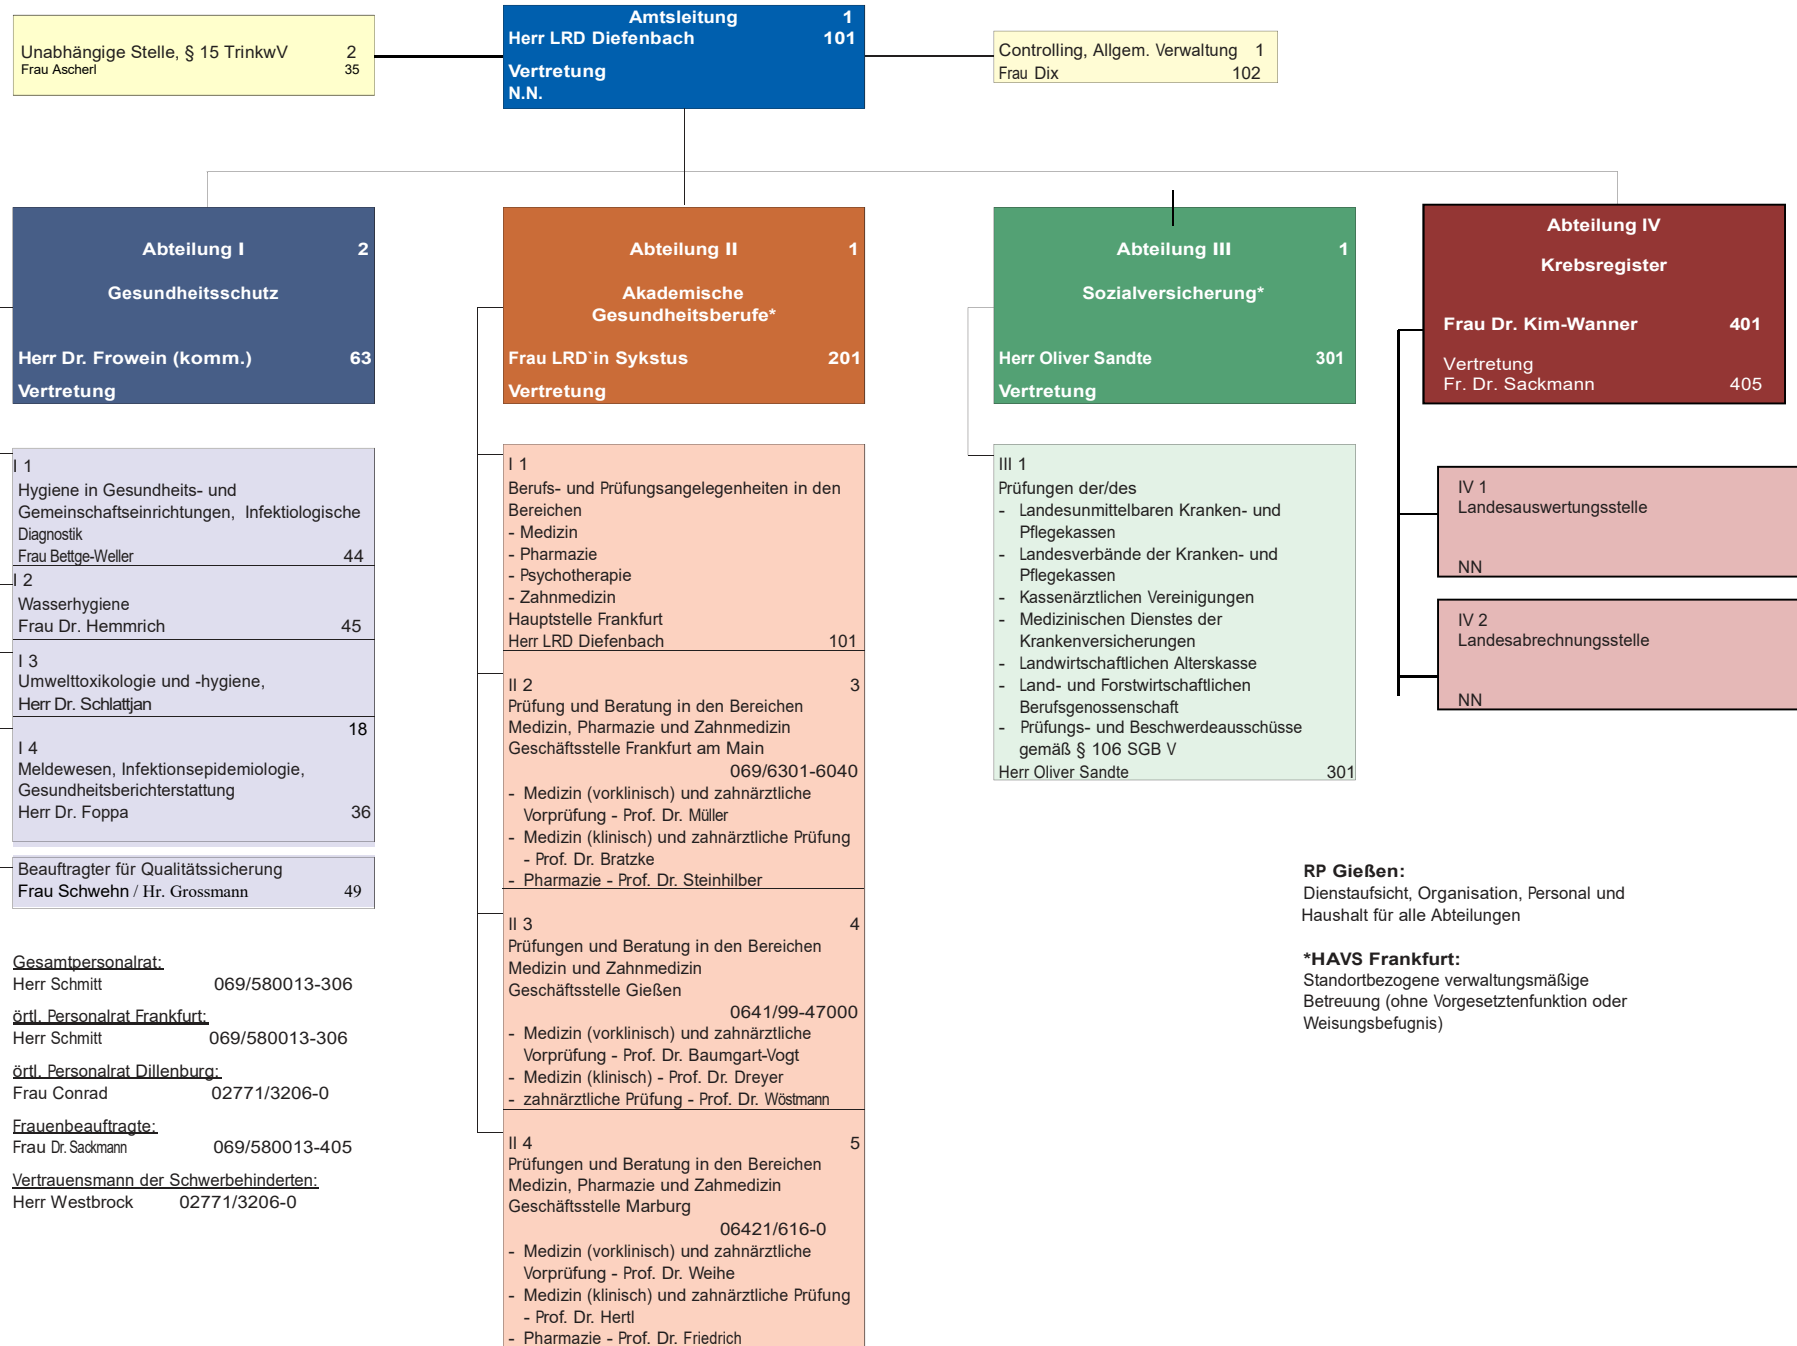 Unabhängige Stelle, § 15 TrinkwV 2
Frau Ascherl 35
Amtsleitung 1
Herr LRD Diefenbach 101
Vertretung
N.N.
Controlling, Allgem. Verwaltung 1
Frau Dix 102
Abteilung I 2
Gesundheitsschutz
Herr Dr. Frowein (komm.) 63
Vertretung
Abteilung II 1
Akademische
Gesundheitsberufe*
Frau LRD`in Sykstus 201
Vertretung
Abteilung III 1
Sozialversicherung*
Herr Oliver Sandte 301
Vertretung
Abteilung IV
Krebsregister
Frau Dr. Kim-Wanner 401
Vertretung
Fr. Dr. Sackmann 405
I 1
Hygiene in Gesundheits- und
Gemeinschaftseinrichtungen, Infektiologische
Diagnostik
Frau Bettge-Weller 44
I 2
Wasserhygiene
Frau Dr. Hemmrich 45
I 3
Umwelttoxikologie und -hygiene,
Herr Dr. Schlattjan
18
I 4
Meldewesen, Infektionsepidemiologie,
Gesundheitsberichterstattung
Herr Dr. Foppa 36
Beauftragter für Qualitätssicherung
Frau Schwehn / Hr. Grossmann 49
Gesamtpersonalrat:
Herr Schmitt 069/580013-306
örtl. Personalrat Frankfurt:
Herr Schmitt 069/580013-306
örtl. Personalrat Dillenburg:
Frau Conrad 02771/3206-0
Frauenbeauftragte:
Frau Dr. Sackmann 069/580013-405
Vertrauensmann der Schwerbehinderten:
Herr Westbrock 02771/3206-0
I 1
Berufs- und Prüfungsangelegenheiten in den
Bereichen
- Medizin
- Pharmazie
- Psychotherapie
- Zahnmedizin
Hauptstelle Frankfurt
Herr LRD Diefenbach 101
II 2 3
Prüfung und Beratung in den Bereichen
Medizin, Pharmazie und Zahnmedizin
Geschäftsstelle Frankfurt am Main
069/6301-6040
- Medizin (vorklinisch) und zahnärztliche
Vorprüfung - Prof. Dr. Müller
- Medizin (klinisch) und zahnärztliche Prüfung
- Prof. Dr. Bratzke
- Pharmazie - Prof. Dr. Steinhilber
II 3 4
Prüfungen und Beratung in den Bereichen
Medizin und Zahnmedizin
Geschäftsstelle Gießen
0641/99-47000
- Medizin (vorklinisch) und zahnärztliche
Vorprüfung - Prof. Dr. Baumgart-Vogt
- Medizin (klinisch) - Prof. Dr. Dreyer
- zahnärztliche Prüfung - Prof. Dr. Wöstmann
II 4 5
Prüfungen und Beratung in den Bereichen
Medizin, Pharmazie und Zahmedizin
Geschäftsstelle Marburg
06421/616-0
- Medizin (vorklinisch) und zahnärztliche
Vorprüfung - Prof. Dr. Weihe
- Medizin (klinisch) und zahnärztliche Prüfung
- Prof. Dr. Hertl
- Pharmazie - Prof. Dr. Friedrich
III 1
Prüfungen der/des
- Landesunmittelbaren Kranken- und
Pflegekassen
- Landesverbände der Kranken- und
Pflegekassen
- Kassenärztlichen Vereinigungen
- Medizinischen Dienstes der
Krankenversicherungen
- Landwirtschaftlichen Alterskasse
- Land- und Forstwirtschaftlichen
Berufsgenossenschaft
- Prüfungs- und Beschwerdeausschüsse
gemäß § 106 SGB V
Herr Oliver Sandte 301
IV 1
Landesauswertungsstelle
NN
IV 2
Landesabrechnungsstelle
NN
RP Gießen:
Dienstaufsicht, Organisation, Personal und
Haushalt für alle Abteilungen
*HAVS Frankfurt:
Standortbezogene verwaltungsmäßige
Betreuung (ohne Vorgesetztenfunktion oder
Weisungsbefugnis)